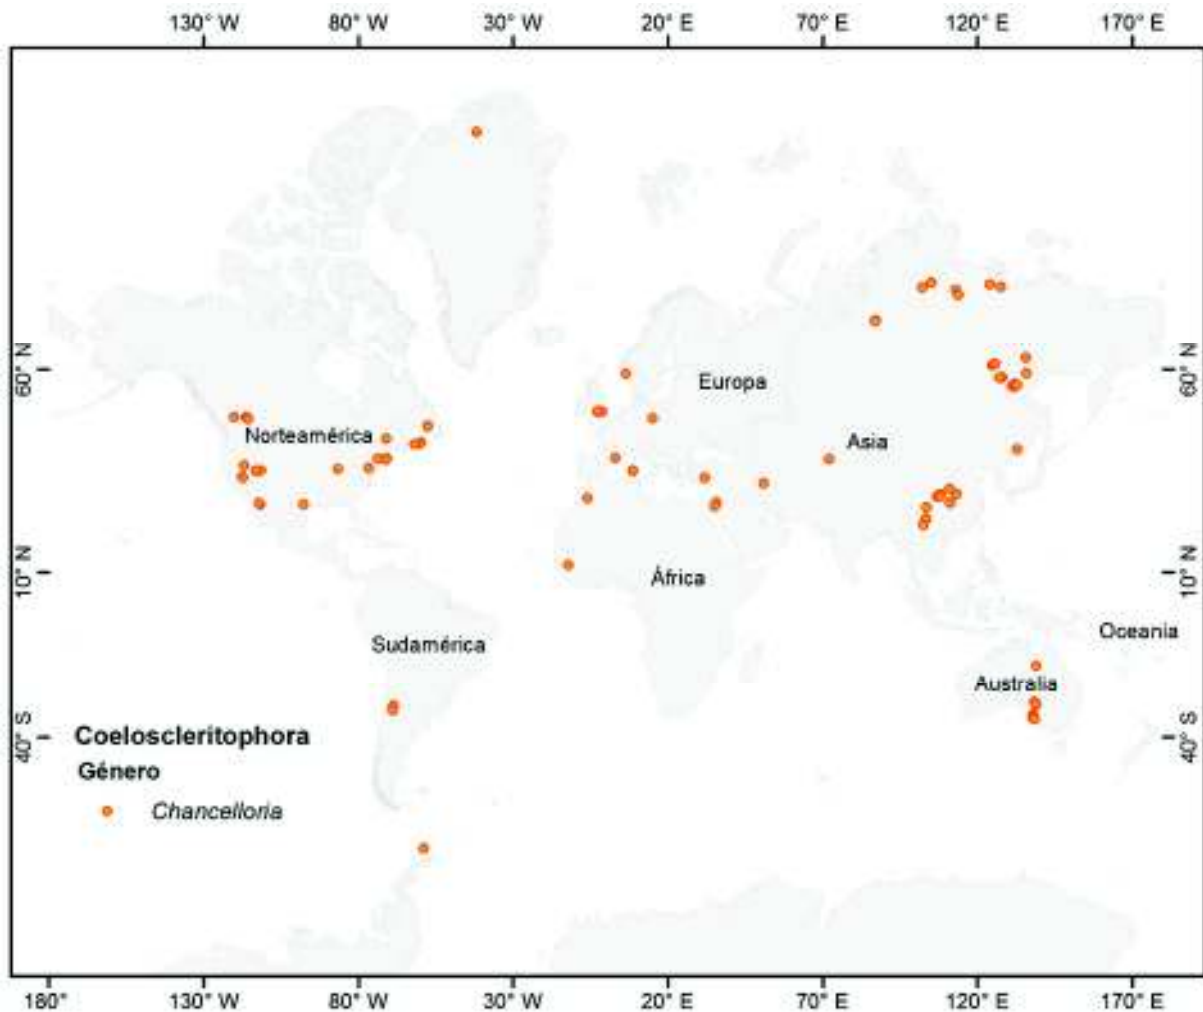 130° W 80° W 30° W 20° E 70° E 120° E 170° E
60° N 60° N
Europa
Norteamérica Asia
10° N 10° N
África
Oceania
Sudamérica
Australia
40° S 40° S
Coeloscleritophora
Género
Chancelloria
180° 130° W 80° W 30° W 20° E 70° E 120° E 170° E